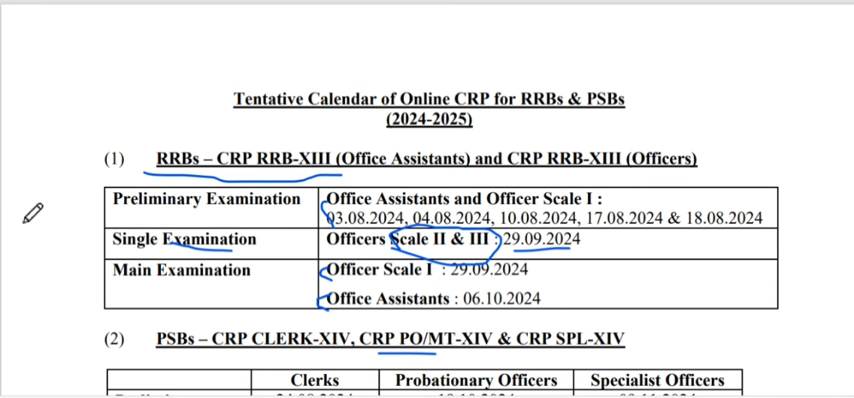 Tentative Calendar of Online CRP for RRBs & PSBs
(2024-2025)
(1) RRBs – CRP RRB-XIII (Office Assistants) and CRP RRB-XIII (Officers)
Preliminary Examination Office Assistants and Officer Scale I :
03.08.2024, 04.08.2024, 10.08.2024, 17.08.2024 & 18.08.2024
Single Examination Officers Scale II & III : 29.09.2024
Main Examination Officer Scale I : 29.09.2024
Office Assistants : 06.10.2024
(2) PSBs – CRP CLERK-XIV, CRP PO/MT-XIV & CRP SPL-XIV
Clerks Probationary Officers Specialist Officers